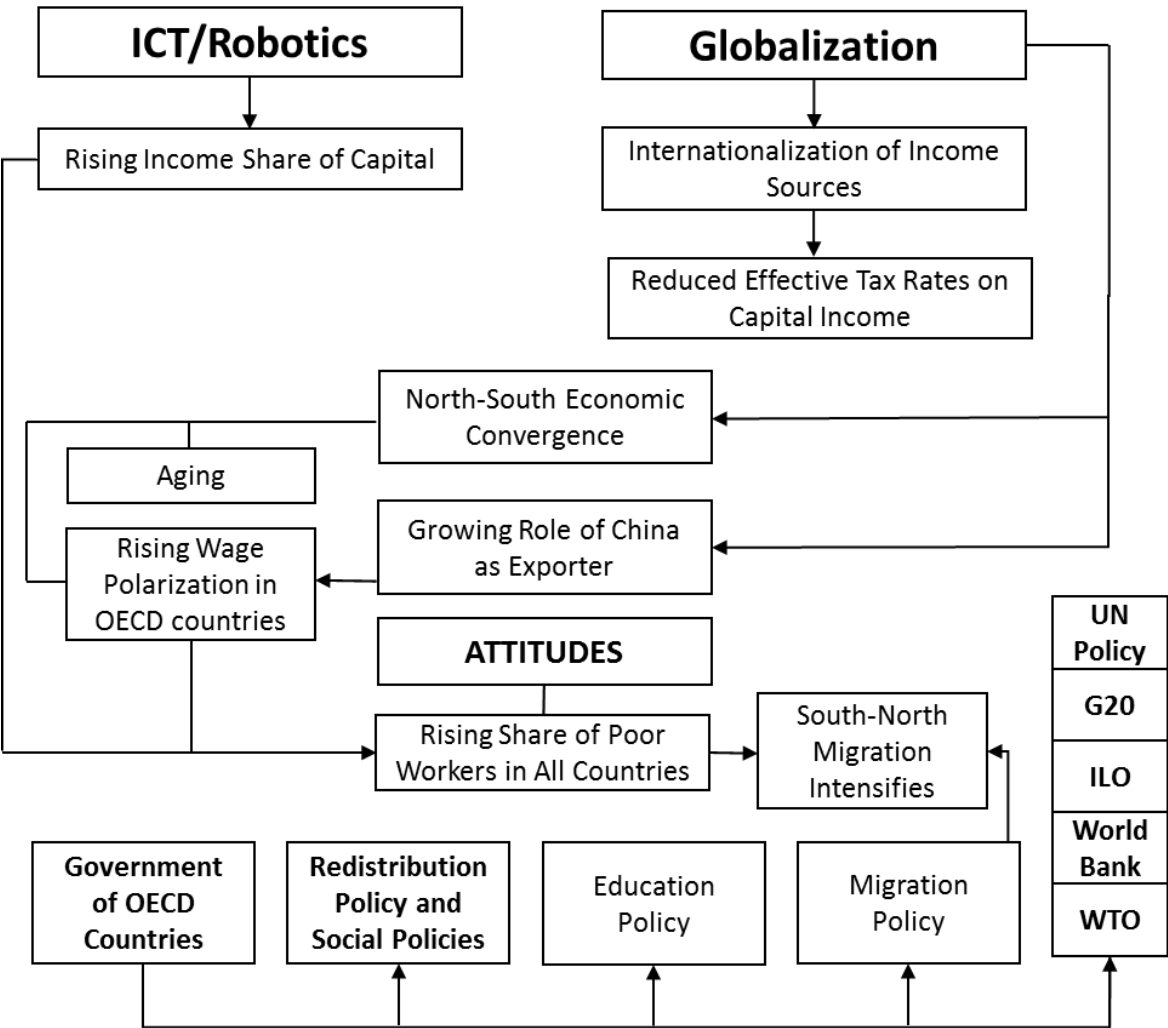 ICT/Robotics
Globalization
Rising Income Share of Capital
Internationalization of Income
Sources
Reduced Effective Tax Rates on
Capital Income
North-South Economic
Convergence
Aging
Growing Role of China
as Exporter
Rising Wage
Polarization in
OECD countries
ATTITUDES
Rising Share of Poor
Workers in All Countries
South-North
Migration
Intensifies
UN
Policy
G20
ILO
World
Bank
WTO
Government
of OECD
Countries
Redistribution
Policy and
Social Policies
Education
Policy
Migration
Policy